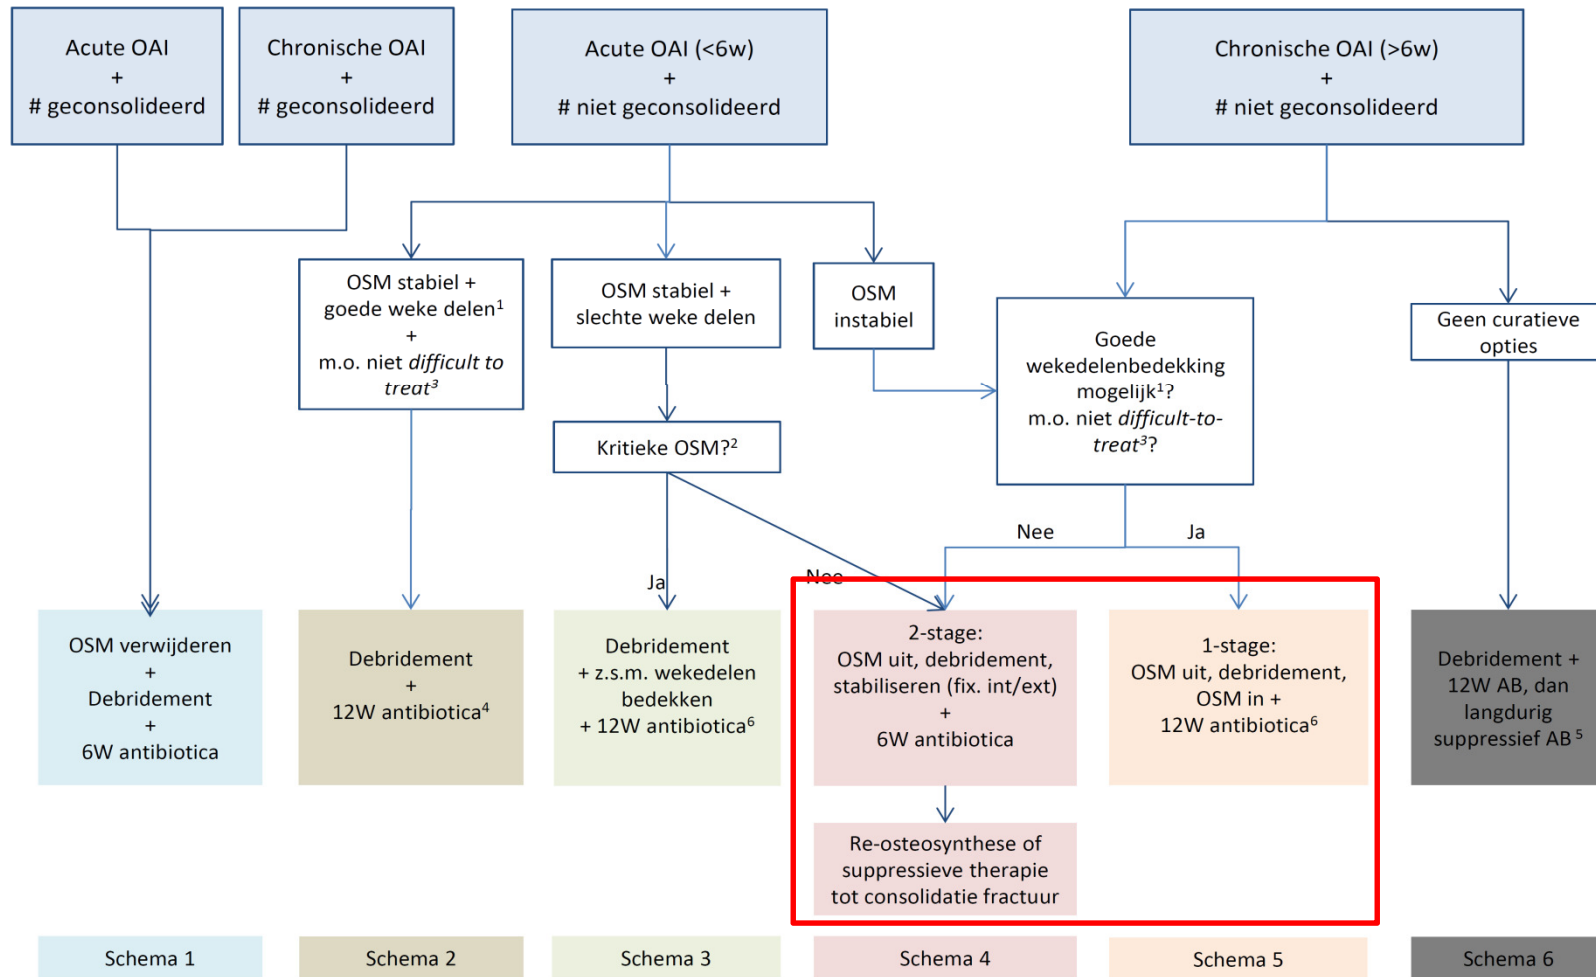 Acute OAI
+
# geconsolideerd
Chronische OAI
+
# geconsolideerd
Acute OAI (<6w)
+
# niet geconsolideerd
Chronische OAI (>6w)
+
# niet geconsolideerd
OSM stabiel +
goede weke delen¹
+
m.o. niet difficult to
treat³
OSM stabiel +
slechte weke delen
OSM
instabiel
Goede
wekedelenbedekking
mogelijk¹?
m.o. niet difficult-to-
treat³?
Geen curatieve
opties
Kritieke OSM?²
Ja
Nee
Nee
Ja
OSM verwijderen
+
Debridement
+
6W antibiotica
Debridement
+
12W antibiotica⁴
Debridement
+ z.s.m. wekedelen
bedekken
+ 12W antibiotica⁶
2-stage:
OSM uit, debridement,
stabiliseren (fix. int/ext)
+
6W antibiotica
1-stage:
OSM uit, debridement,
OSM in +
12W antibiotica⁶
Debridement +
12W AB, dan
langdurig
suppressief AB ⁵
Re-osteosynthese of
suppressieve therapie
tot consolidatie fractuur
Schema 1
Schema 2
Schema 3
Schema 4
Schema 5
Schema 6